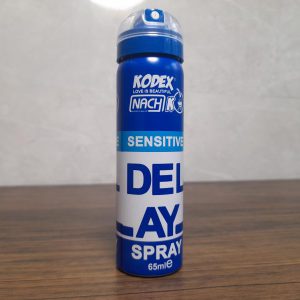 KODEX
LOVE IS BEAUTIFUL
NACH
SENSITIVE
DEL
AY
SPRAY
65ml e